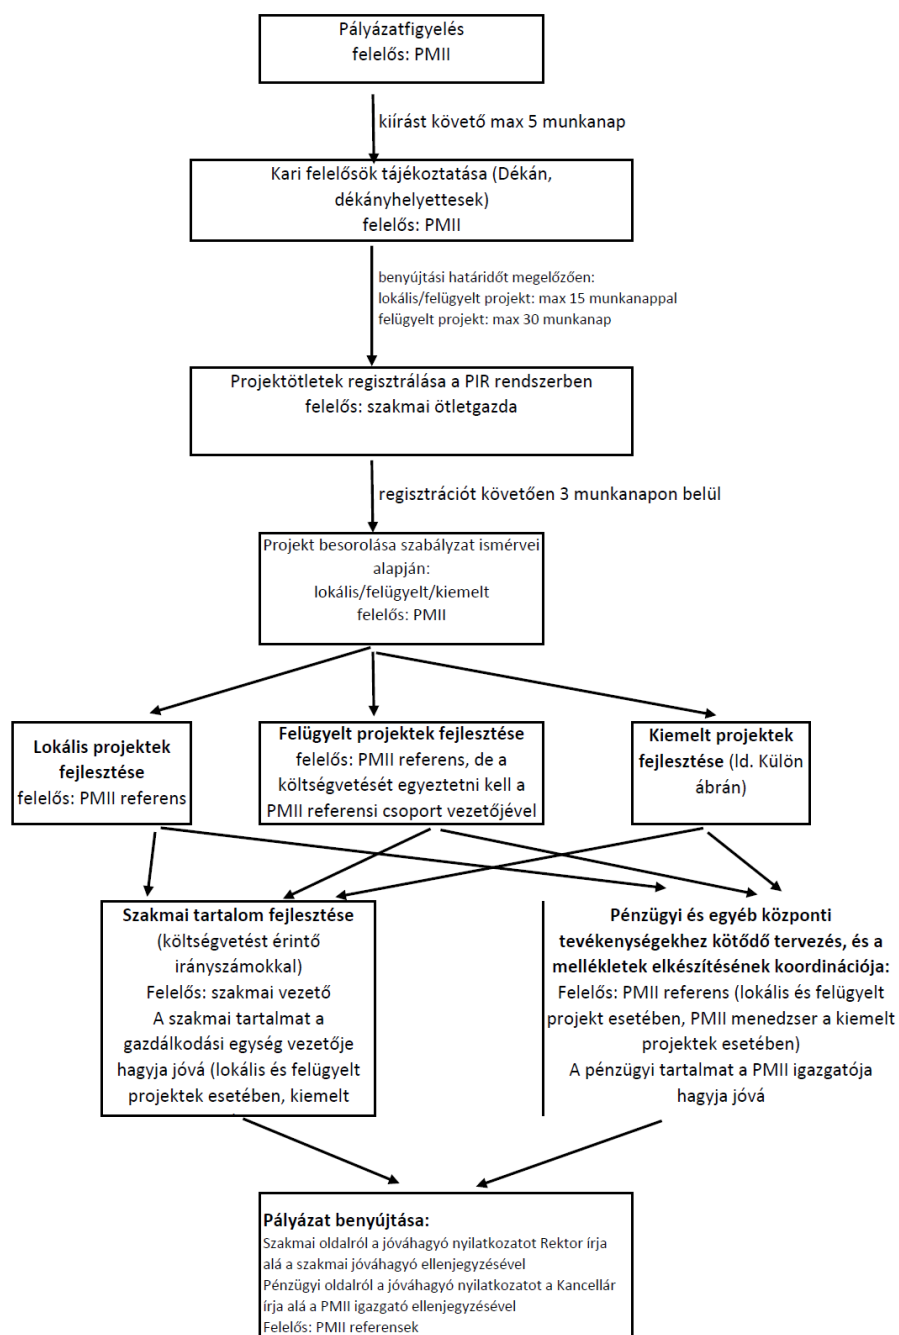 Pályázatfigyelés
felelős: PMII
kiírást követő max 5 munkanap
Kari felelősök tájékoztatása (Dékán,
dékányhelyettesek)
felelős: PMII
benyújtási határidőt megelőzően:
lokális/felügyelt projekt: max 15 munkanappal
felügyelt projekt: max 30 munkanap
Projektötletek regisztrálása a PIR rendszerben
felelős: szakmai ötletgazda
regisztrációt követően 3 munkanapon belül
Projekt besorolása szabályzat ismérvei
alapján:
lokális/felügyelt/kiemelt
felelős: PMII
Lokális projektek
fejlesztése
felelős: PMII referens
Felügyelt projektek fejlesztése
felelős: PMII referens, de a
költségvetését egyeztetni kell a
PMII referensi csoport vezetőjével
Kiemelt projektek
fejlesztése (ld. Külön
ábrán)
Szakmai tartalom fejlesztése
(költségvetést érintő
irányszámokkal)
Felelős: szakmai vezető
A szakmai tartalmat a
gazdálkodási egység vezetője
hagyja jóvá (lokális és felügyelt
projektek esetében, kiemelt
Pénzügyi és egyéb központi
tevékenységekhez kötődő tervezés, és a
mellékletek elkészítésének koordinációja:
Felelős: PMII referens (lokális és felügyelt
projekt esetében, PMII menedzser a kiemelt
projektek esetében)
A pénzügyi tartalmat a PMII igazgatója
hagyja jóvá
Pályázat benyújtása:
Szakmai oldalról a jóváhagyó nyilatkozatot Rektor írja
alá a szakmai jóváhagyó ellenjegyzésével
Pénzügyi oldalról a jóváhagyó nyilatkozatot a Kancellár
írja alá a PMII igazgató ellenjegyzésével
Felelős: PMII referensek